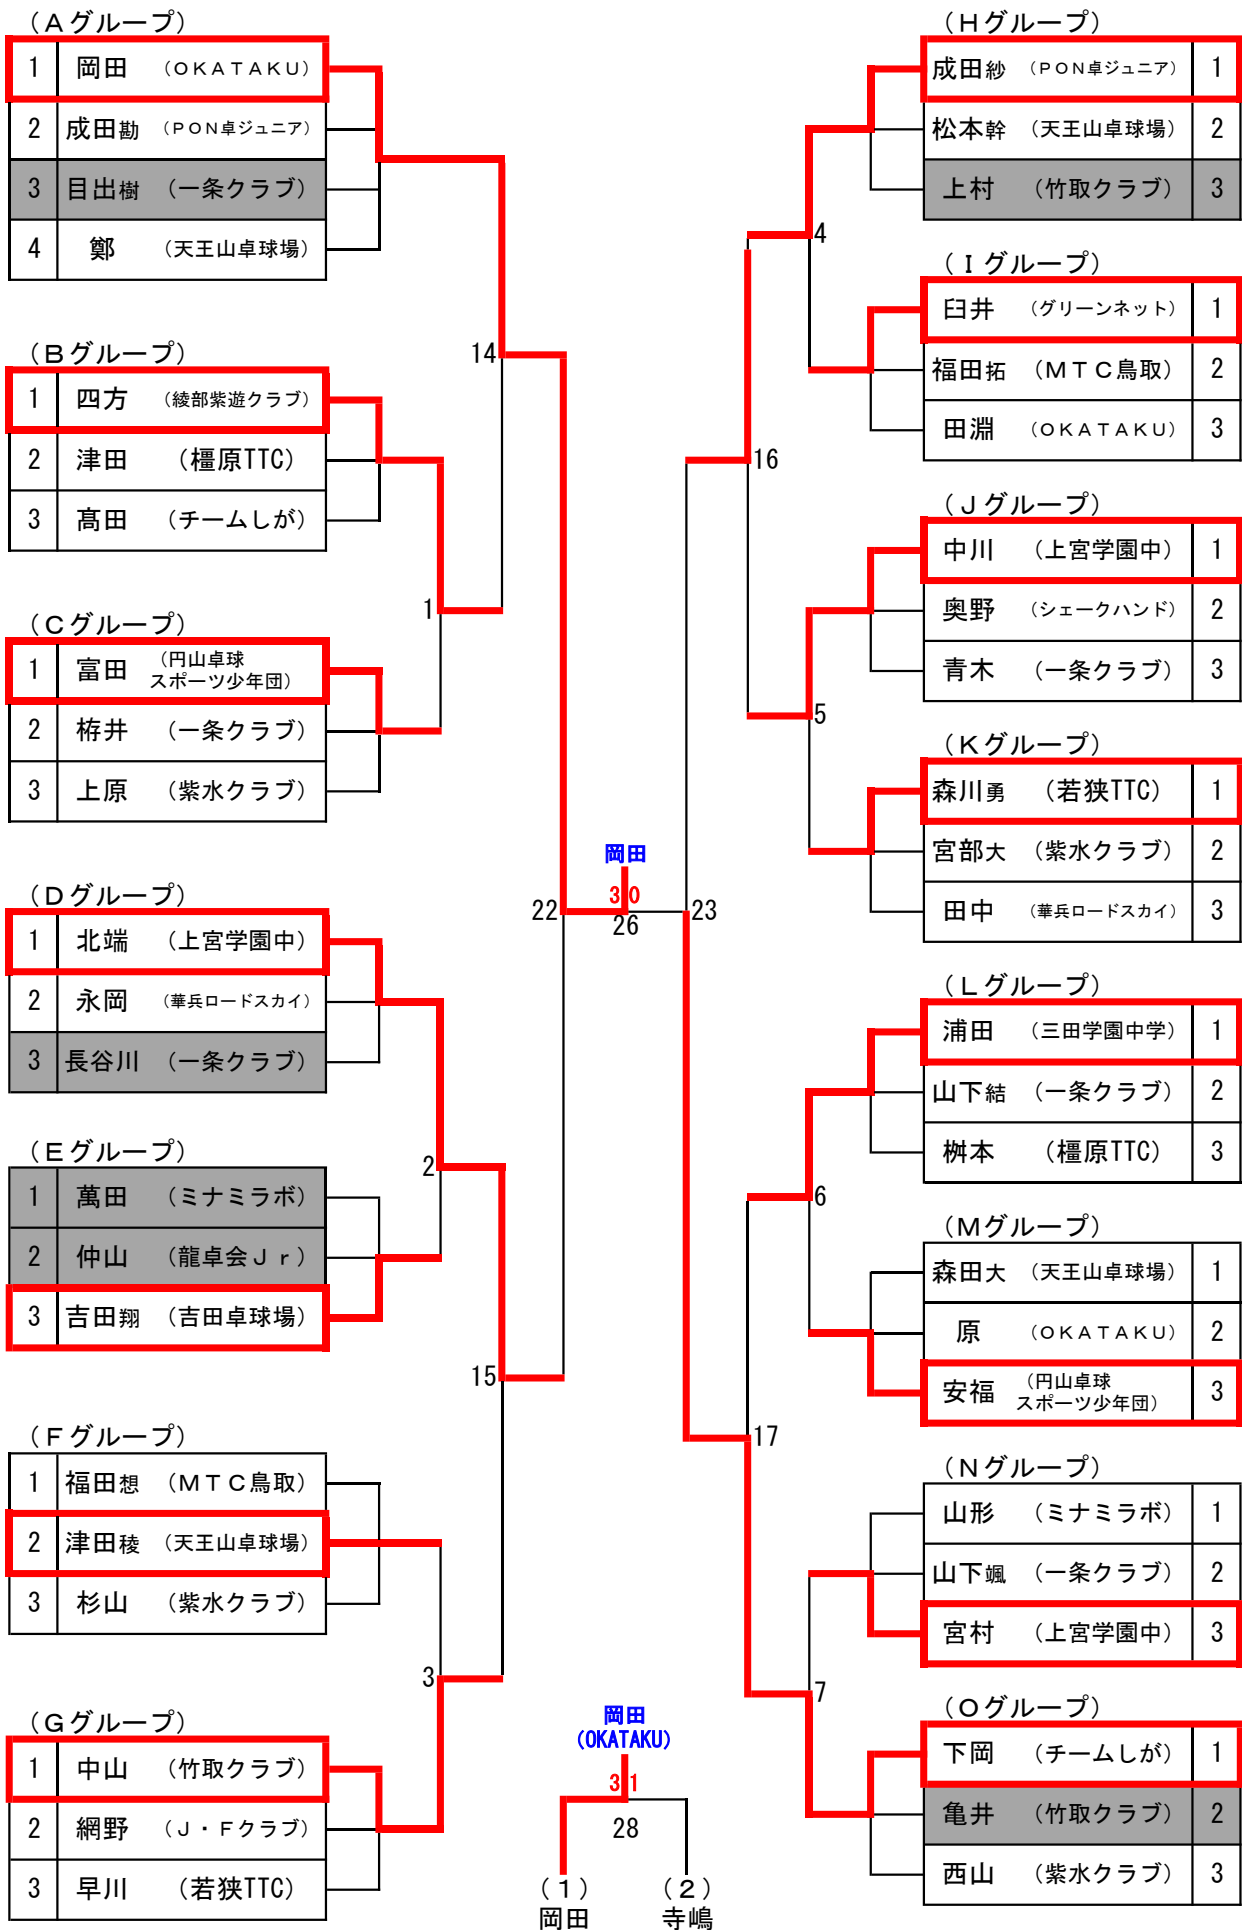 (Aグループ)
1 岡田 (OKATAKU)
2 成田勘 (PON卓ジュニア)
3 目出樹 (一条クラブ)
4 鄭 (天王山卓球場)
(Bグループ)
1 四方 (綾部紫遊クラブ)
2 津田 (橿原TTC)
3 髙田 (チームしが)
(Cグループ)
1 富田 (円山卓球
スポーツ少年団)
2 栫井 (一条クラブ)
3 上原 (紫水クラブ)
(Dグループ)
1 北端 (上宮学園中)
2 永岡 (華兵ロードスカイ)
3 長谷川 (一条クラブ)
(Eグループ)
1 萬田 (ミナミラボ)
2 仲山 (龍卓会Jr)
3 吉田翔 (吉田卓球場)
(Fグループ)
1 福田想 (MTC鳥取)
2 津田稜 (天王山卓球場)
3 杉山 (紫水クラブ)
(Gグループ)
1 中山 (竹取クラブ)
2 網野 (J・Fクラブ)
3 早川 (若狭TTC)
14
1
2
15
3
22
岡田
3 0
26
23
岡田
(OKATAKU)
3 1
28
(1) (2)
岡田 寺嶋
4
16
5
6
17
7
(Hグループ)
成田紗 (PON卓ジュニア) 1
松本幹 (天王山卓球場) 2
上村 (竹取クラブ) 3
(Iグループ)
臼井 (グリーンネット) 1
福田拓 (MTC鳥取) 2
田淵 (OKATAKU) 3
(Jグループ)
中川 (上宮学園中) 1
奥野 (シェークハンド) 2
青木 (一条クラブ) 3
(Kグループ)
森川勇 (若狭TTC) 1
宮部大 (紫水クラブ) 2
田中 (華兵ロードスカイ) 3
(Lグループ)
浦田 (三田学園中学) 1
山下結 (一条クラブ) 2
桝本 (橿原TTC) 3
(Mグループ)
森田大 (天王山卓球場) 1
原 (OKATAKU) 2
安福 (円山卓球
スポーツ少年団) 3
(Nグループ)
山形 (ミナミラボ) 1
山下颯 (一条クラブ) 2
宮村 (上宮学園中) 3
(Oグループ)
下岡 (チームしが) 1
亀井 (竹取クラブ) 2
西山 (紫水クラブ) 3